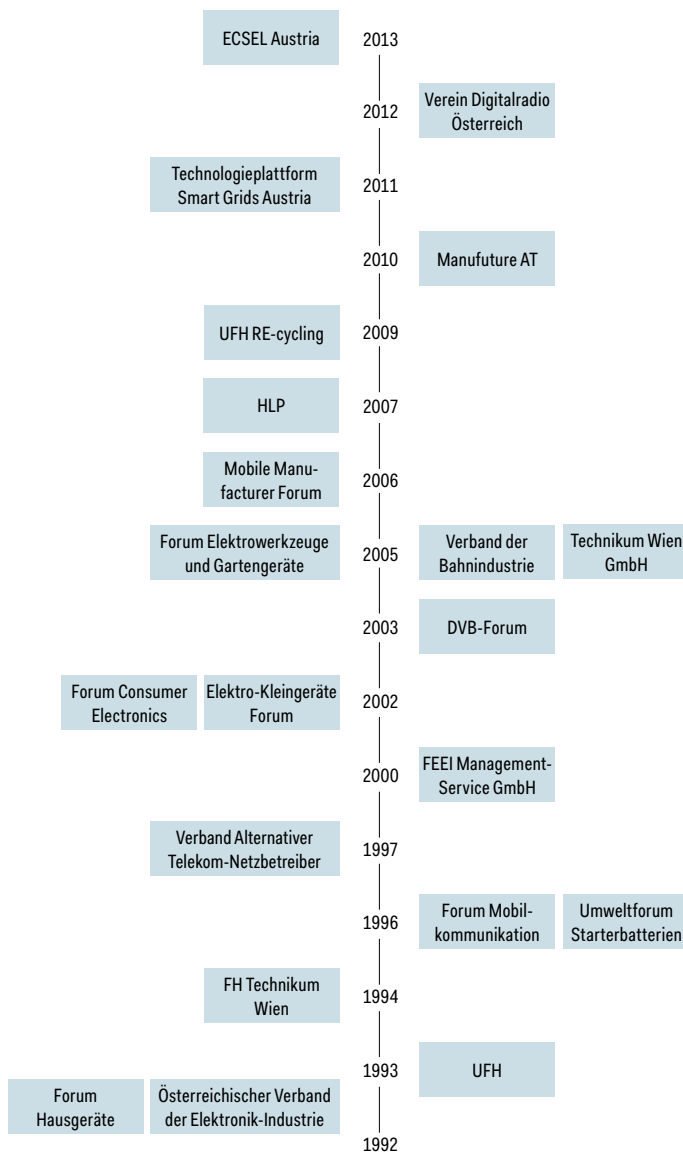 ECSEL Austria
2013
2012
Verein Digitalradio
Österreich
Technologieplattform
Smart Grids Austria
2011
2010
Manufuture AT
UFH RE-cycling
2009
HLP
2007
Mobile Manu-
facturer Forum
2006
Forum Elektrowerkzeuge
und Gartengeräte
2005
Verband der
Bahnindustrie
Technikum Wien
GmbH
2003
DVB-Forum
Forum Consumer
Electronics
Elektro-Kleingeräte
Forum
2002
2000
FEEI Management-
Service GmbH
Verband Alternativer
Telekom-Netzbetreiber
1997
1996
Forum Mobil-
kommunikation
Umweltforum
Starterbatterien
FH Technikum
Wien
1994
1993
UFH
Forum
Hausgeräte
Österreichischer Verband
der Elektronik-Industrie
1992